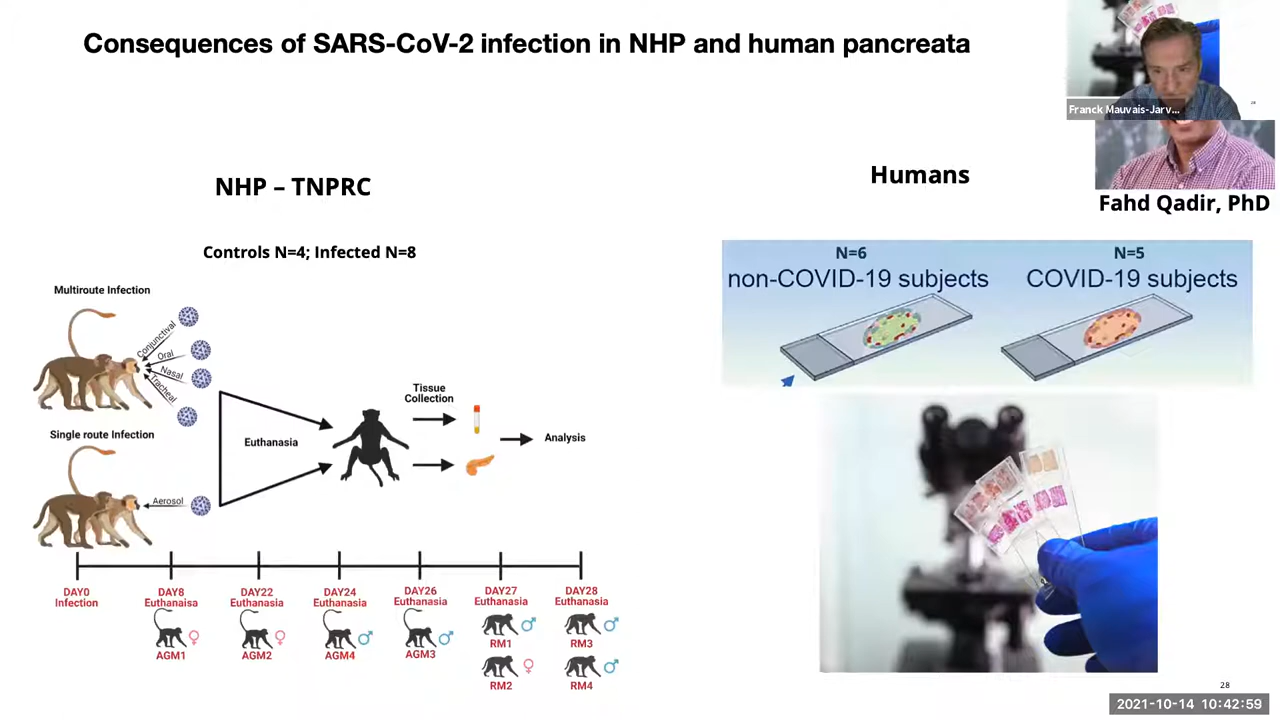 Consequences of SARS-CoV-2 infection in NHP and human pancreata
Franck Mauvais-Jarv...
28
Fahd Qadir, PhD
NHP – TNPRC
Controls N=4; Infected N=8
Multiroute Infection
Conjunctival
Oral
Nasal
Tracheal
Single route Infection
Aerosol
Euthanasia
Tissue
Collection
Analysis
DAY0
Infection
DAY8
Euthanaisa
AGM1
DAY22
Euthanasia
AGM2
DAY24
Euthanasia
AGM4
DAY26
Euthanasia
AGM3
DAY27
Euthanasia
RM1
RM2
DAY28
Euthanasia
RM3
RM4
Humans
N=6
non-COVID-19 subjects
N=5
COVID-19 subjects
28
2021-10-14 10:42:59